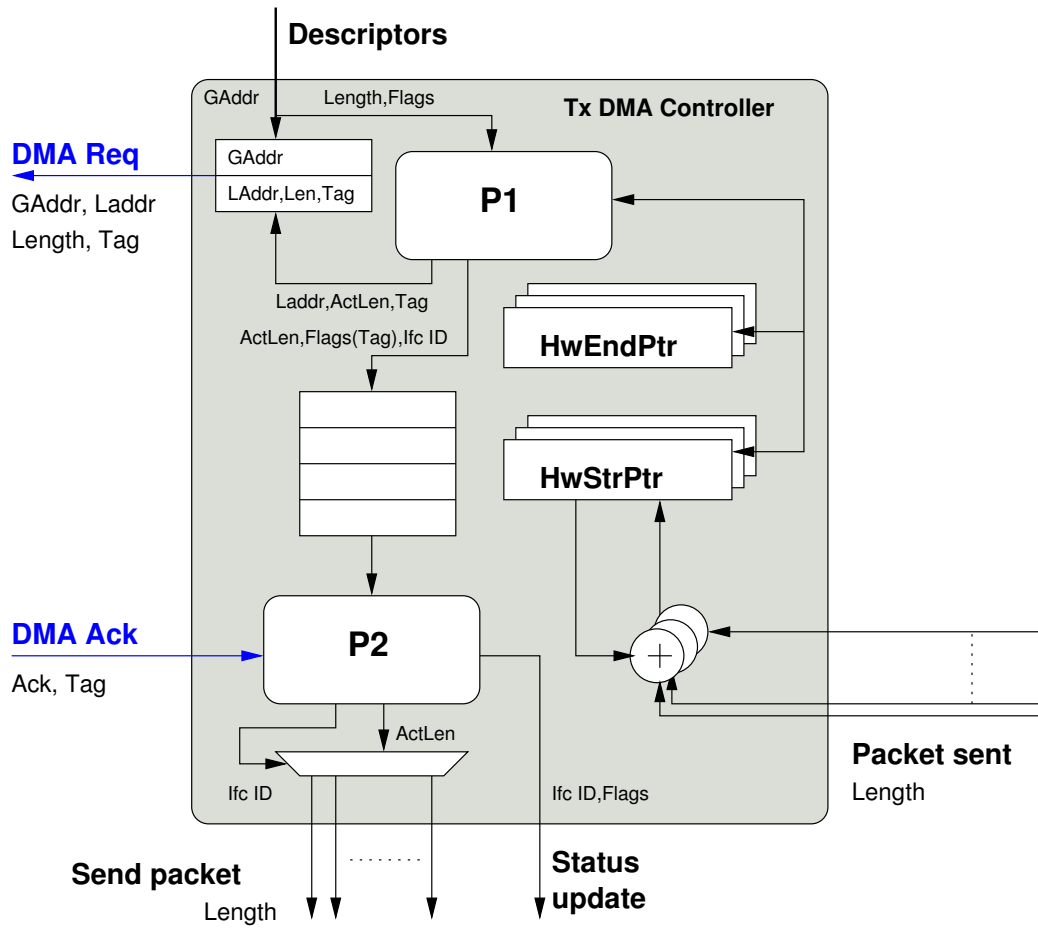 Descriptors
GAddr
Length,Flags
Tx DMA Controller
DMA Req
GAddr, Laddr
Length, Tag
GAddr
LAddr,Len,Tag
P1
Laddr,ActLen,Tag
ActLen,Flags(Tag),Ifc ID
HwEndPtr
HwStrPtr
DMA Ack
Ack, Tag
P2
+
ActLen
Ifc ID
Ifc ID,Flags
Packet sent
Length
Send packet
Length
Status
update